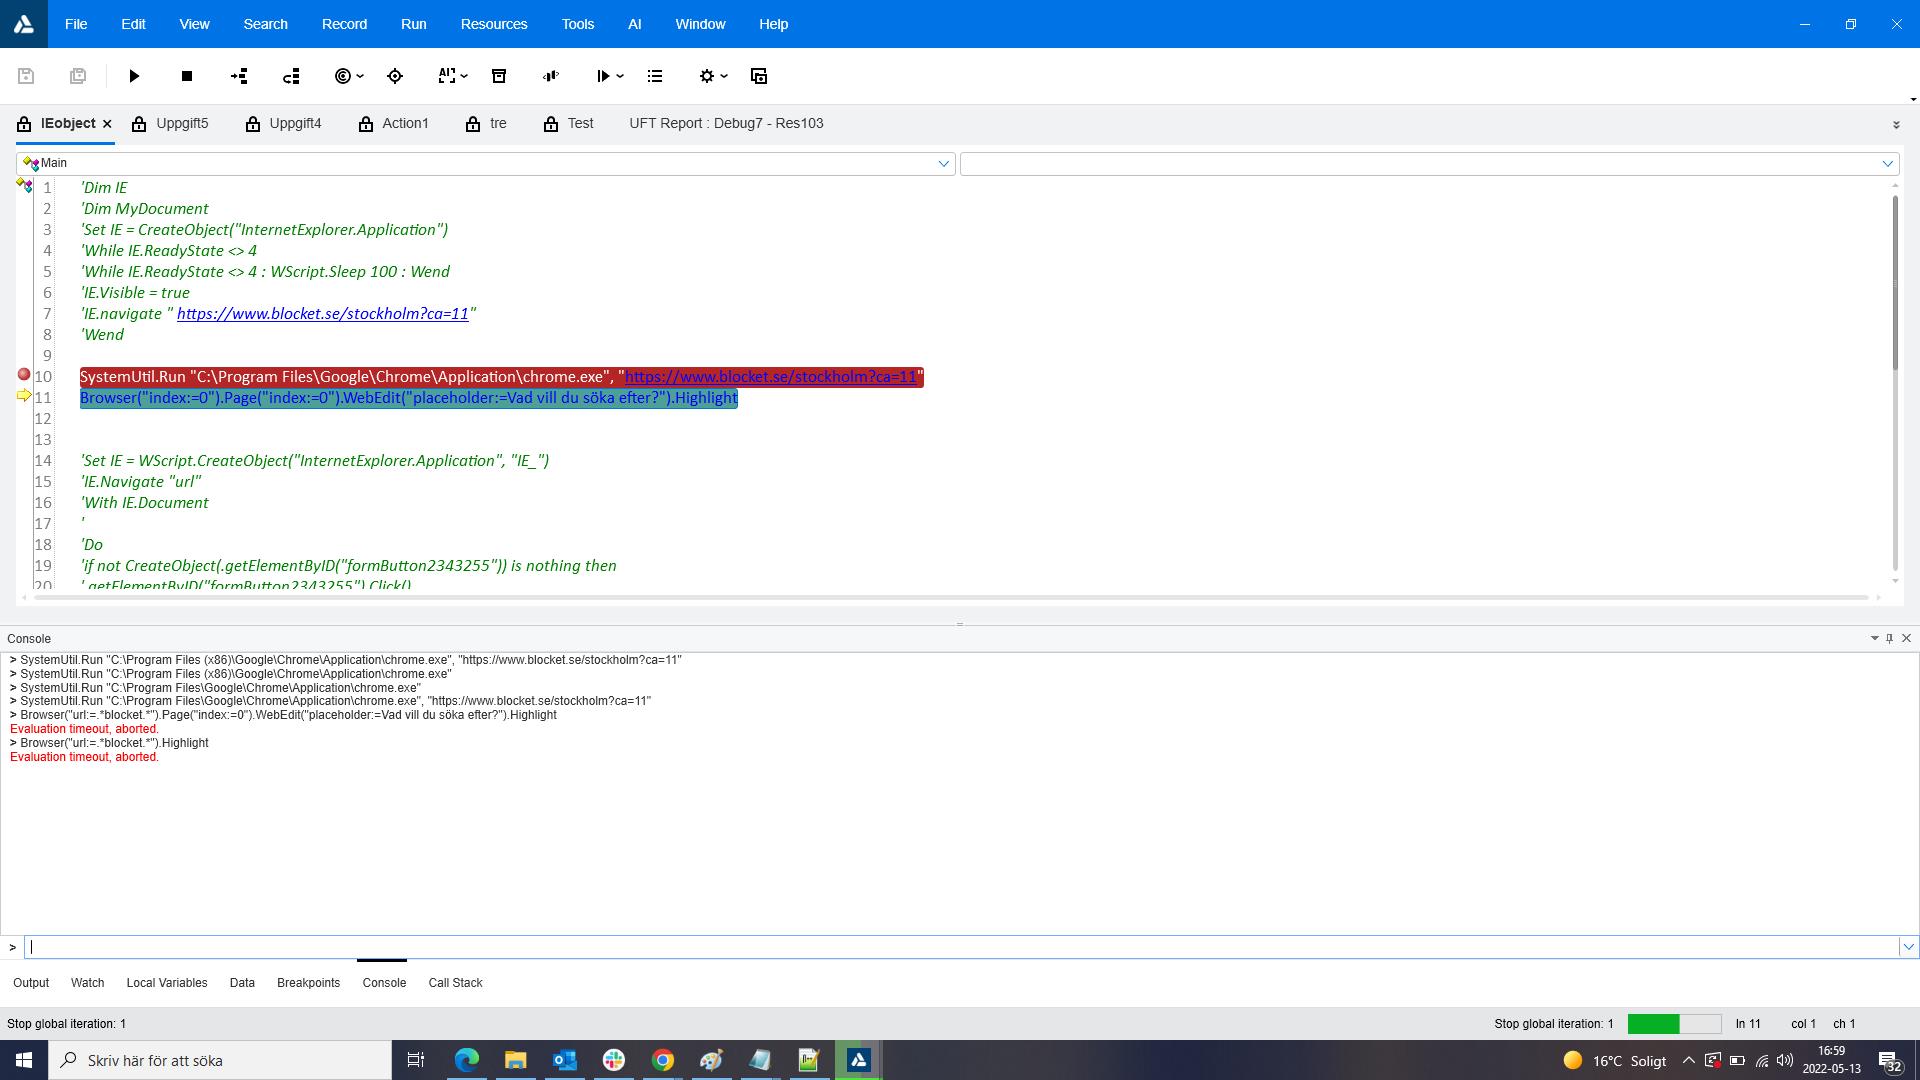 File Edit View Search Record Run Resources Tools AI Window Help
AI
IEobject Uppgift5 Uppgift4 Action1 tre Test UFT Report : Debug7 - Res103
Main
1 'Dim IE
2 'Dim MyDocument
3 'Set IE = CreateObject("InternetExplorer.Application")
4 'While IE.ReadyState <> 4
5 'While IE.ReadyState <> 4 : WScript.Sleep 100 : Wend
6 'IE.Visible = true
7 'IE.navigate " https://www.blocket.se/stockholm?ca=11"
8 'Wend
9
10 SystemUtil.Run "C:\Program Files\Google\Chrome\Application\chrome.exe", "https://www.blocket.se/stockholm?ca=11"
11 Browser("index:=0").Page("index:=0").WebEdit("placeholder:=Vad vill du söka efter?").Highlight
12
13
14 'Set IE = WScript.CreateObject("InternetExplorer.Application", "IE_")
15 'IE.Navigate "url"
16 'With IE.Document
17 '
18 'Do
19 'if not CreateObject(.getElementByID("formButton2343255")) is nothing then
20 ' .getElementByID("formButton2343255").Click()
Console
> SystemUtil.Run "C:\Program Files (x86)\Google\Chrome\Application\chrome.exe", "https://www.blocket.se/stockholm?ca=11"
> SystemUtil.Run "C:\Program Files (x86)\Google\Chrome\Application\chrome.exe"
> SystemUtil.Run "C:\Program Files\Google\Chrome\Application\chrome.exe"
> SystemUtil.Run "C:\Program Files\Google\Chrome\Application\chrome.exe", "https://www.blocket.se/stockholm?ca=11"
> Browser("url:=.*blocket.*").Page("index:=0").WebEdit("placeholder:=Vad vill du söka efter?").Highlight
Evaluation timeout, aborted.
> Browser("url:=.*blocket.*").Highlight
Evaluation timeout, aborted.
>
Output Watch Local Variables Data Breakpoints Console Call Stack
Stop global iteration: 1 Stop global iteration: 1 ln 11 col 1 ch 1
Skriv här för att söka 16°C Soligt 16:59
2022-05-13 32